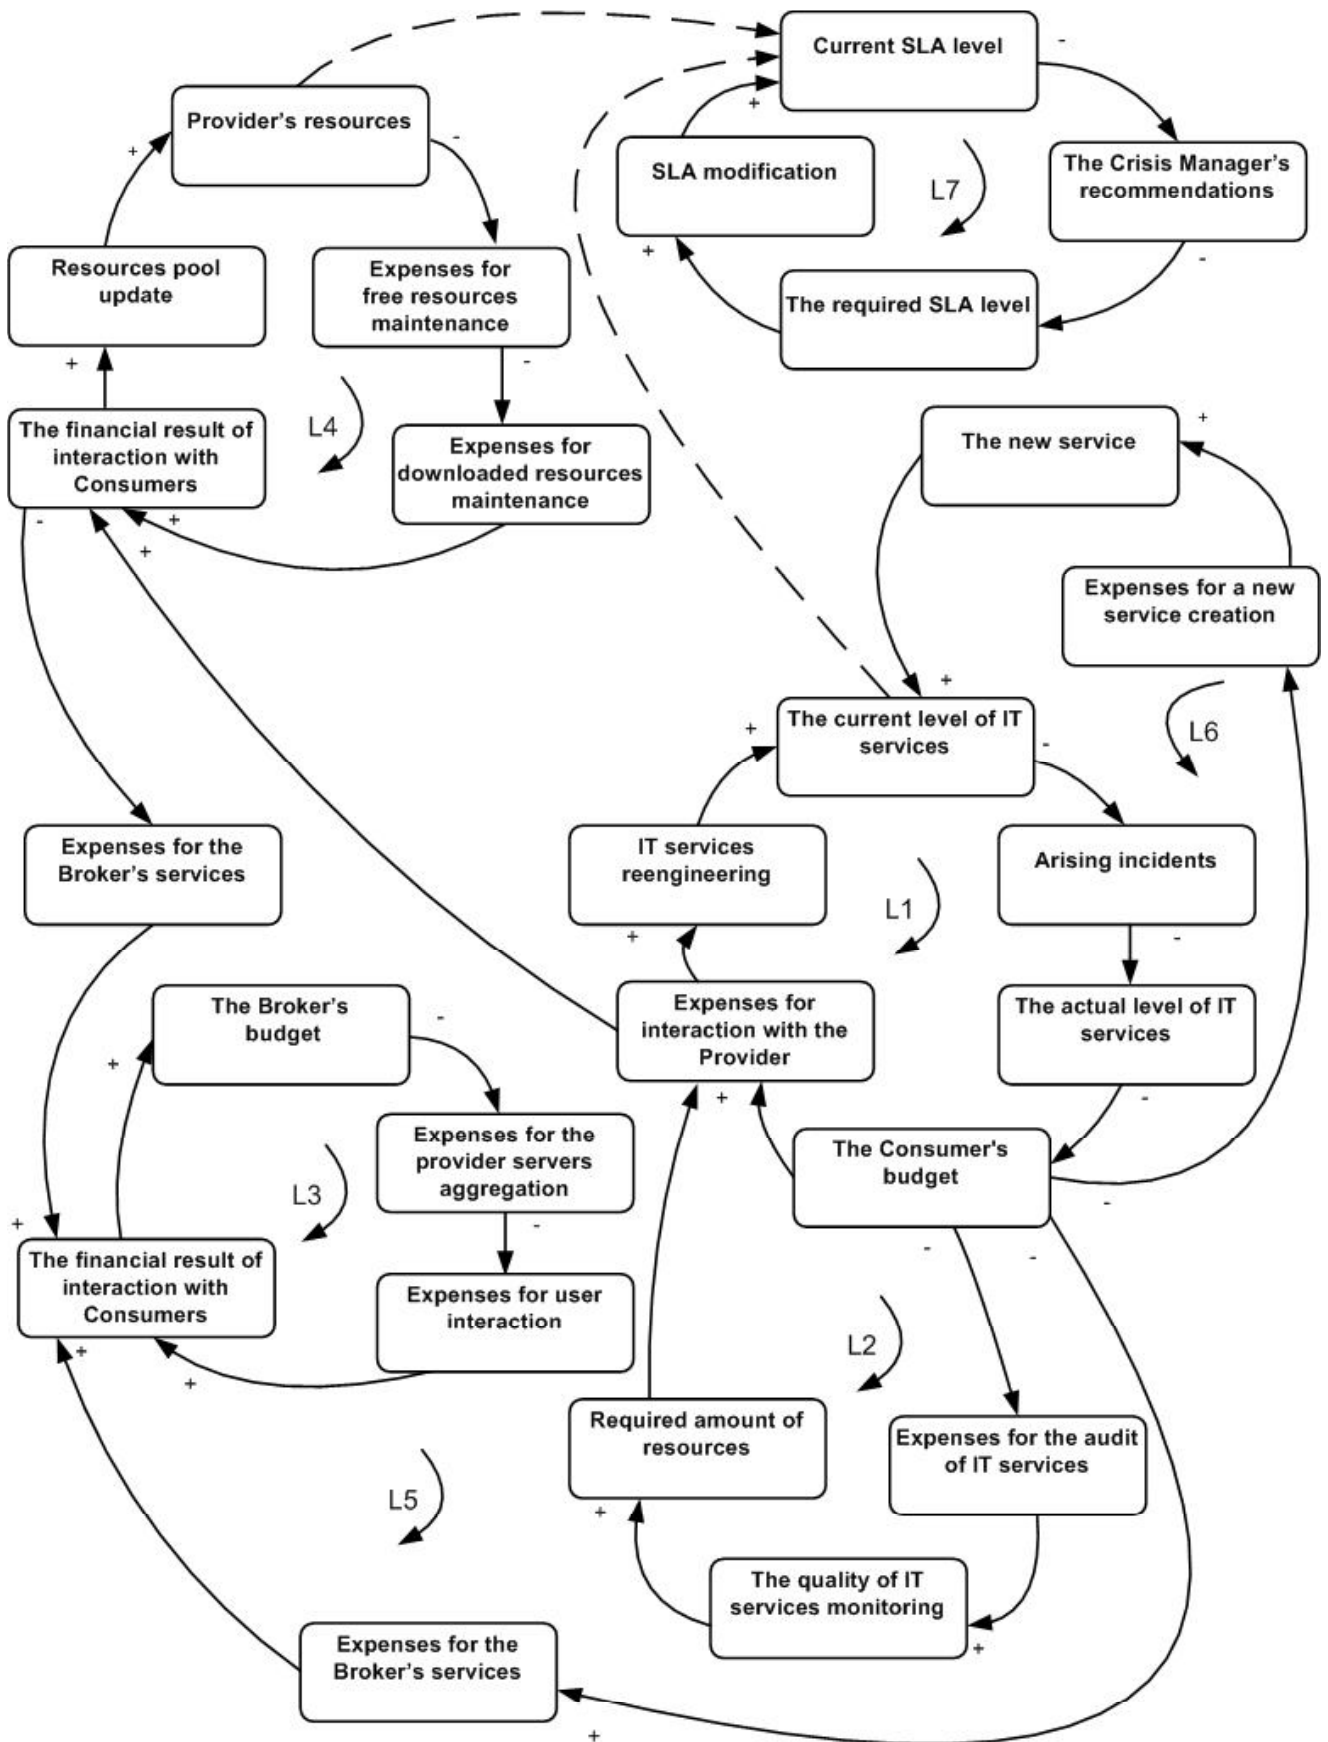 Current SLA level
-
Provider's resources
-
+
SLA modification
+
The Crisis Manager's
recommendations
L7
+
-
The required SLA level
Resources pool
update
Expenses for
free resources
maintenance
+
-
The financial result of
interaction with
Consumers
L4
Expenses for
downloaded resources
maintenance
-
+
+
The new service
+
Expenses for a new
service creation
+
The current level of IT
services
+
-
L6
Expenses for the
Broker's services
IT services
reengineering
Arising incidents
L1
+
-
The Broker's
budget
-
+
Expenses for
interaction with the
Provider
The actual level of IT
services
+
-
Expenses for the
provider servers
aggregation
The Consumer's
budget
L3
-
+
-
-
-
The financial result of
interaction with
Consumers
Expenses for user
interaction
+
+
L2
Required amount of
resources
Expenses for the audit
of IT services
L5
+
The quality of IT
services monitoring
+
Expenses for the
Broker's services
+